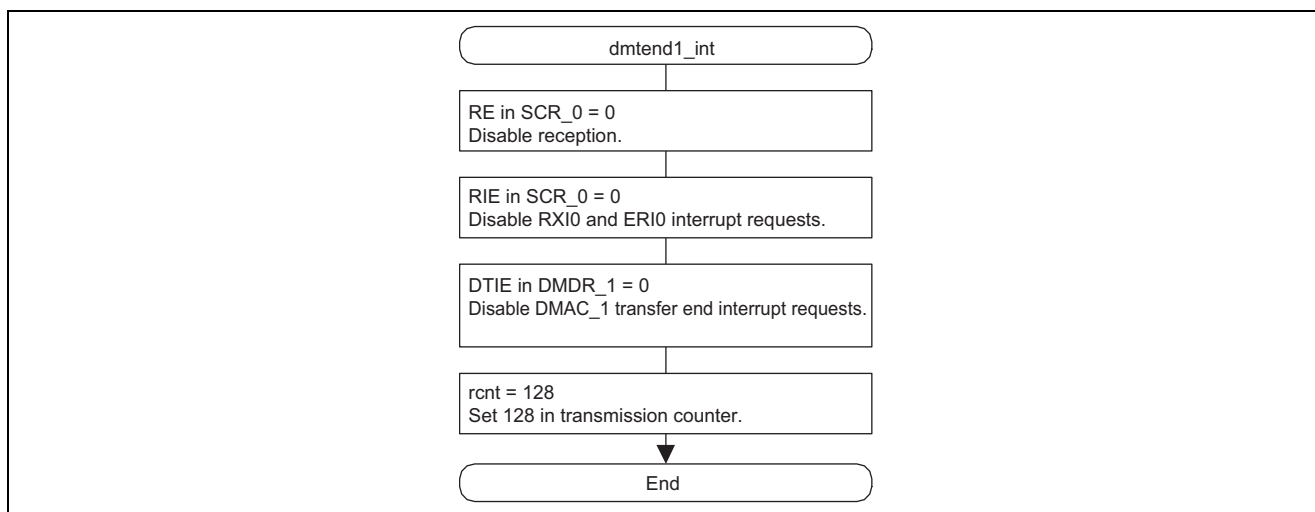 dmtend1_int
RE in SCR_0 = 0
Disable reception.
RIE in SCR_0 = 0
Disable RXI0 and ERI0 interrupt requests.
DTIE in DMDR_1 = 0
Disable DMAC_1 transfer end interrupt requests.
rcnt = 128
Set 128 in transmission counter.
End